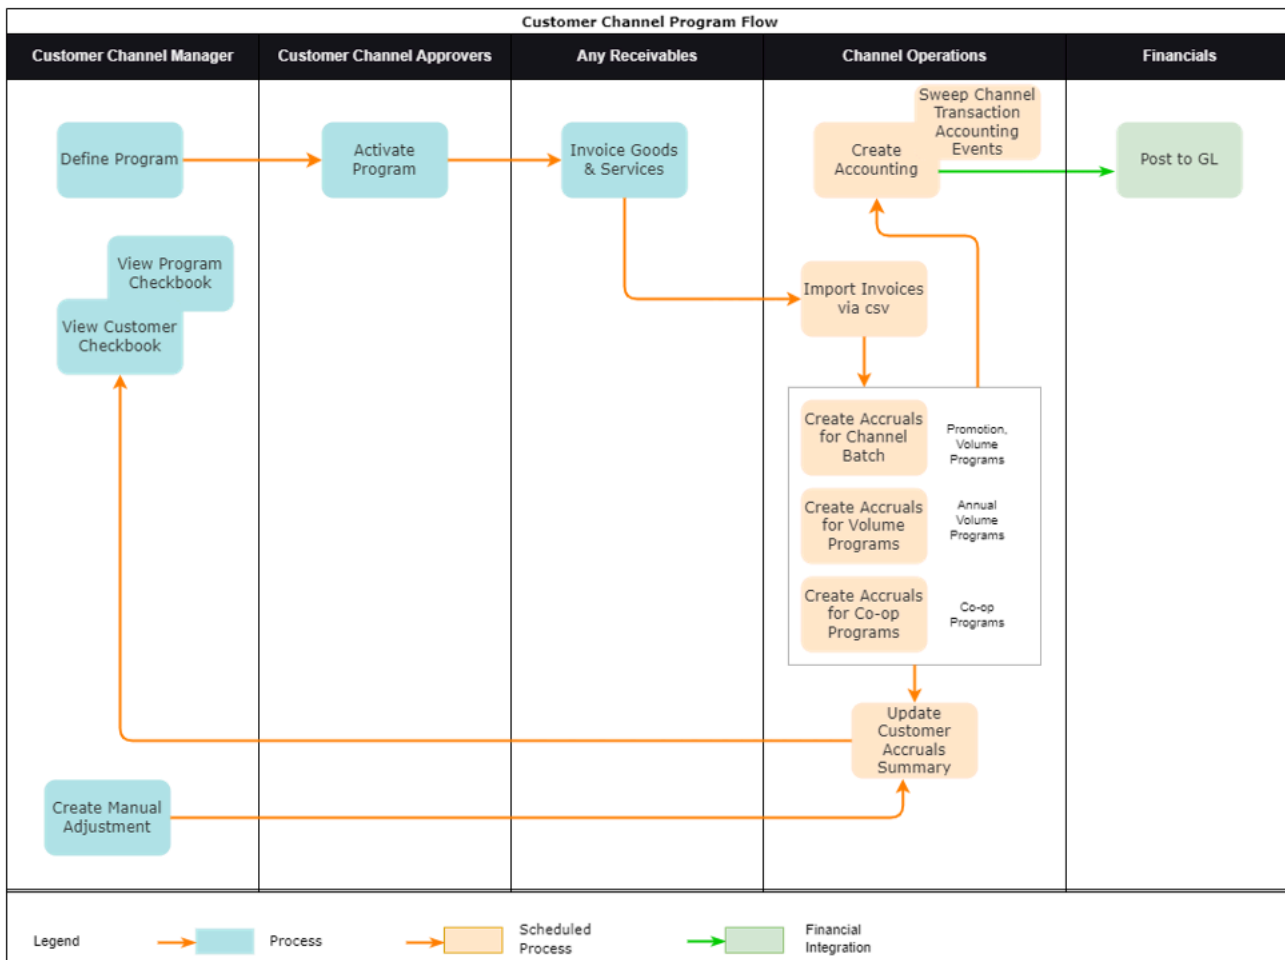 Customer Channel Program Flow
Customer Channel Manager
Customer Channel Approvers
Any Receivables
Channel Operations
Financials
Define Program
Activate
Program
Invoice Goods
& Services
Create
Accounting
Sweep Channel
Transaction
Accounting
Events
Post to GL
View Program
Checkbook
View Customer
Checkbook
Import Invoices
via csv
Create Accruals
for Channel
Batch
Promotion,
Volume
Programs
Create Accruals
for Volume
Programs
Annual
Volume
Programs
Create Accruals
for Co-op
Programs
Co-op
Programs
Update
Customer
Accruals
Summary
Create Manual
Adjustment
Legend
Process
Scheduled
Process
Financial
Integration